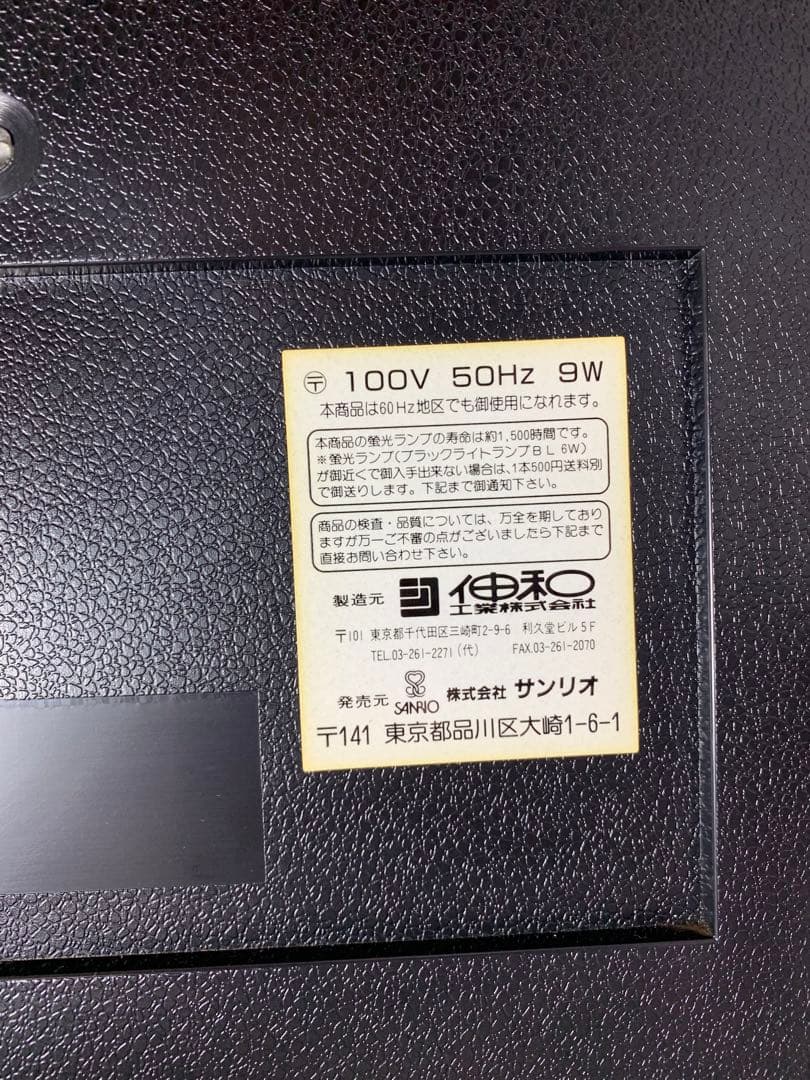 〒 100V 50Hz 9W
本商品は60Hz地区でも御使用になれます。
本商品の螢光ランプの寿命は約1,500時間です。
※螢光ランプ(ブラックライトランプBL 6W)
が御近くで御入手出来ない場合は、1本500円送料別
で御送りします。下記まで御通知下さい。
商品の検査・品質については、万全を期しており
ますが万一ご不審の点がございましたら下記まで
直接お問い合わせ下さい。
製造元 伸和
工業株式会社
〒101 東京都千代田区三崎町2-9-6 利久堂ビル5F
TEL.03-261-2271(代) FAX.03-261-2070
発売元 SANRIO 株式会社 サンリオ
〒141 東京都品川区大崎1-6-1